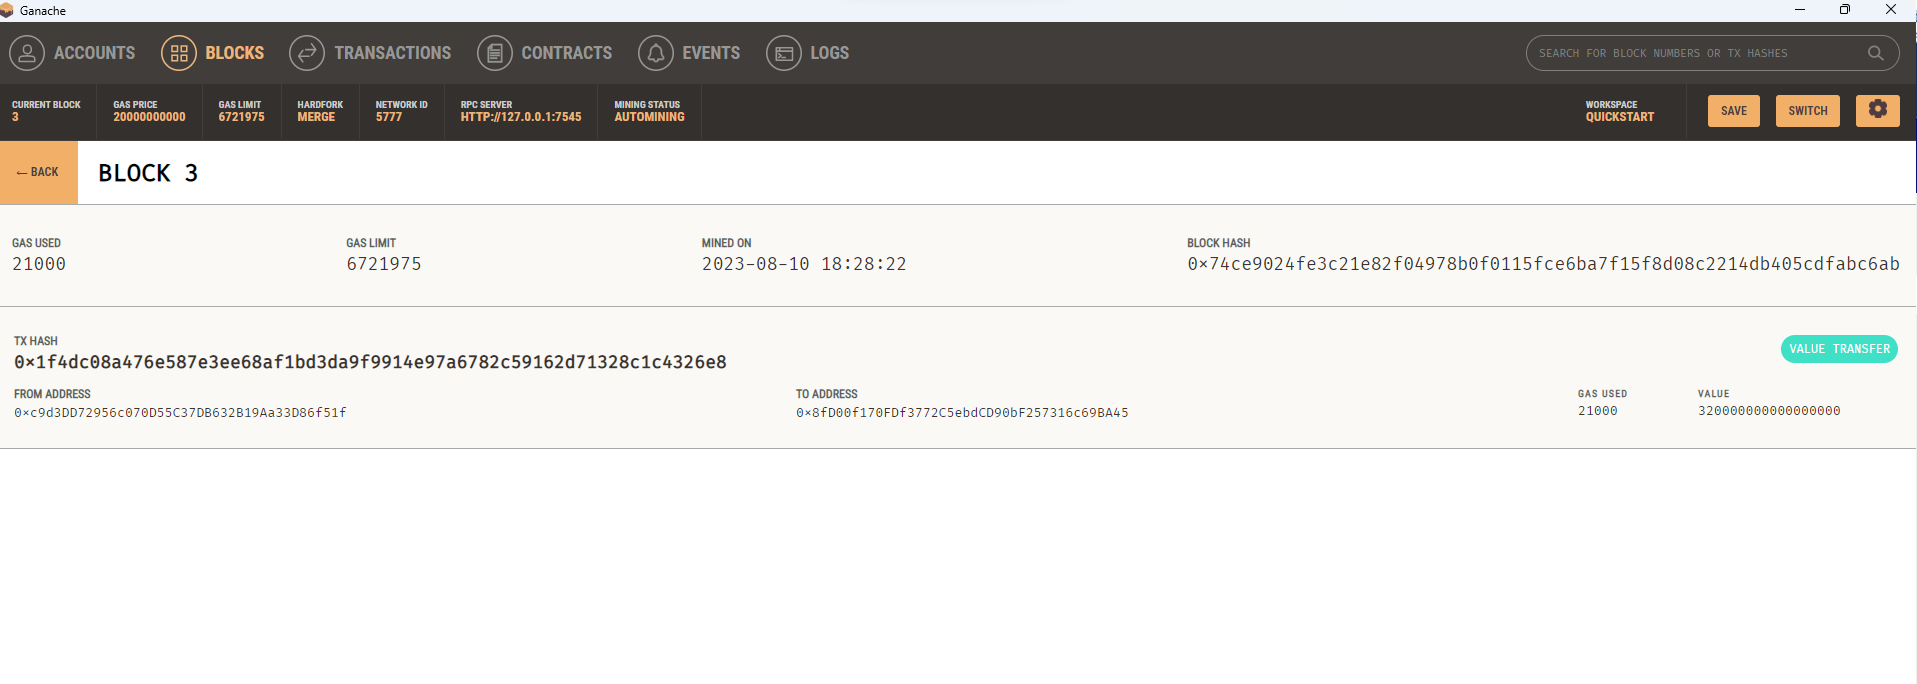 Ganache
ACCOUNTS BLOCKS TRANSACTIONS CONTRACTS EVENTS LOGS SEARCH FOR BLOCK NUMBERS OR TX HASHES
CURRENT BLOCK GAS PRICE GAS LIMIT HARDFORK NETWORK ID RPC SERVER MINING STATUS WORKSPACE
3 20000000000 6721975 MERGE 5777 HTTP://127.0.0.1:7545 AUTOMINING QUICKSTART SAVE SWITCH
← BACK BLOCK 3
GAS USED GAS LIMIT MINED ON BLOCK HASH
21000 6721975 2023-08-10 18:28:22 0×74ce9024fe3c21e82f04978b0f0115fce6ba7f15f8d08c2214db405cdfabc6ab
TX HASH
0×1f4dc08a476e587e3ee68af1bd3da9f9914e97a6782c59162d71328c1c4326e8 VALUE TRANSFER
FROM ADDRESS TO ADDRESS GAS USED VALUE
0×c9d3DD72956c070D55C37DB632B19Aa33D86f51f 0×8fD00f170FDf3772C5ebdCD90bF257316c69BA45 21000 320000000000000000